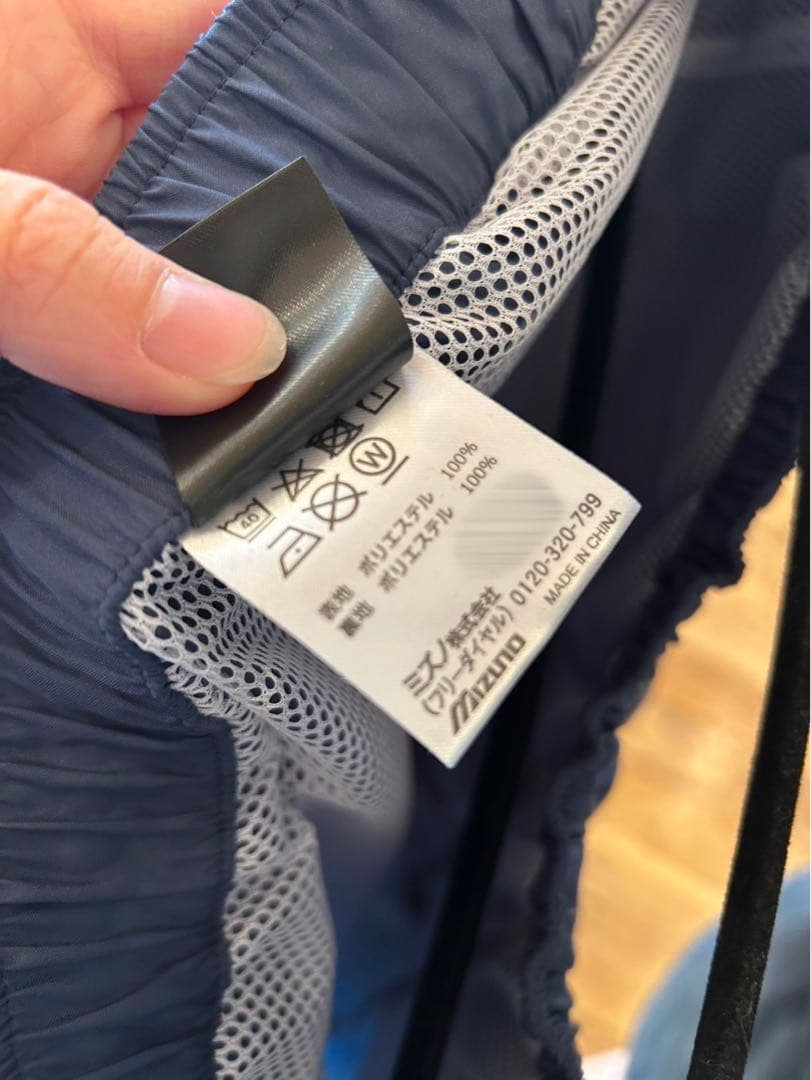 40
W
表地 ポリエステル 100%
裏地 ポリエステル 100%
ミズノ株式会社
(フリーダイヤル) 0120-320-799
MIZUNO MADE IN CHINA